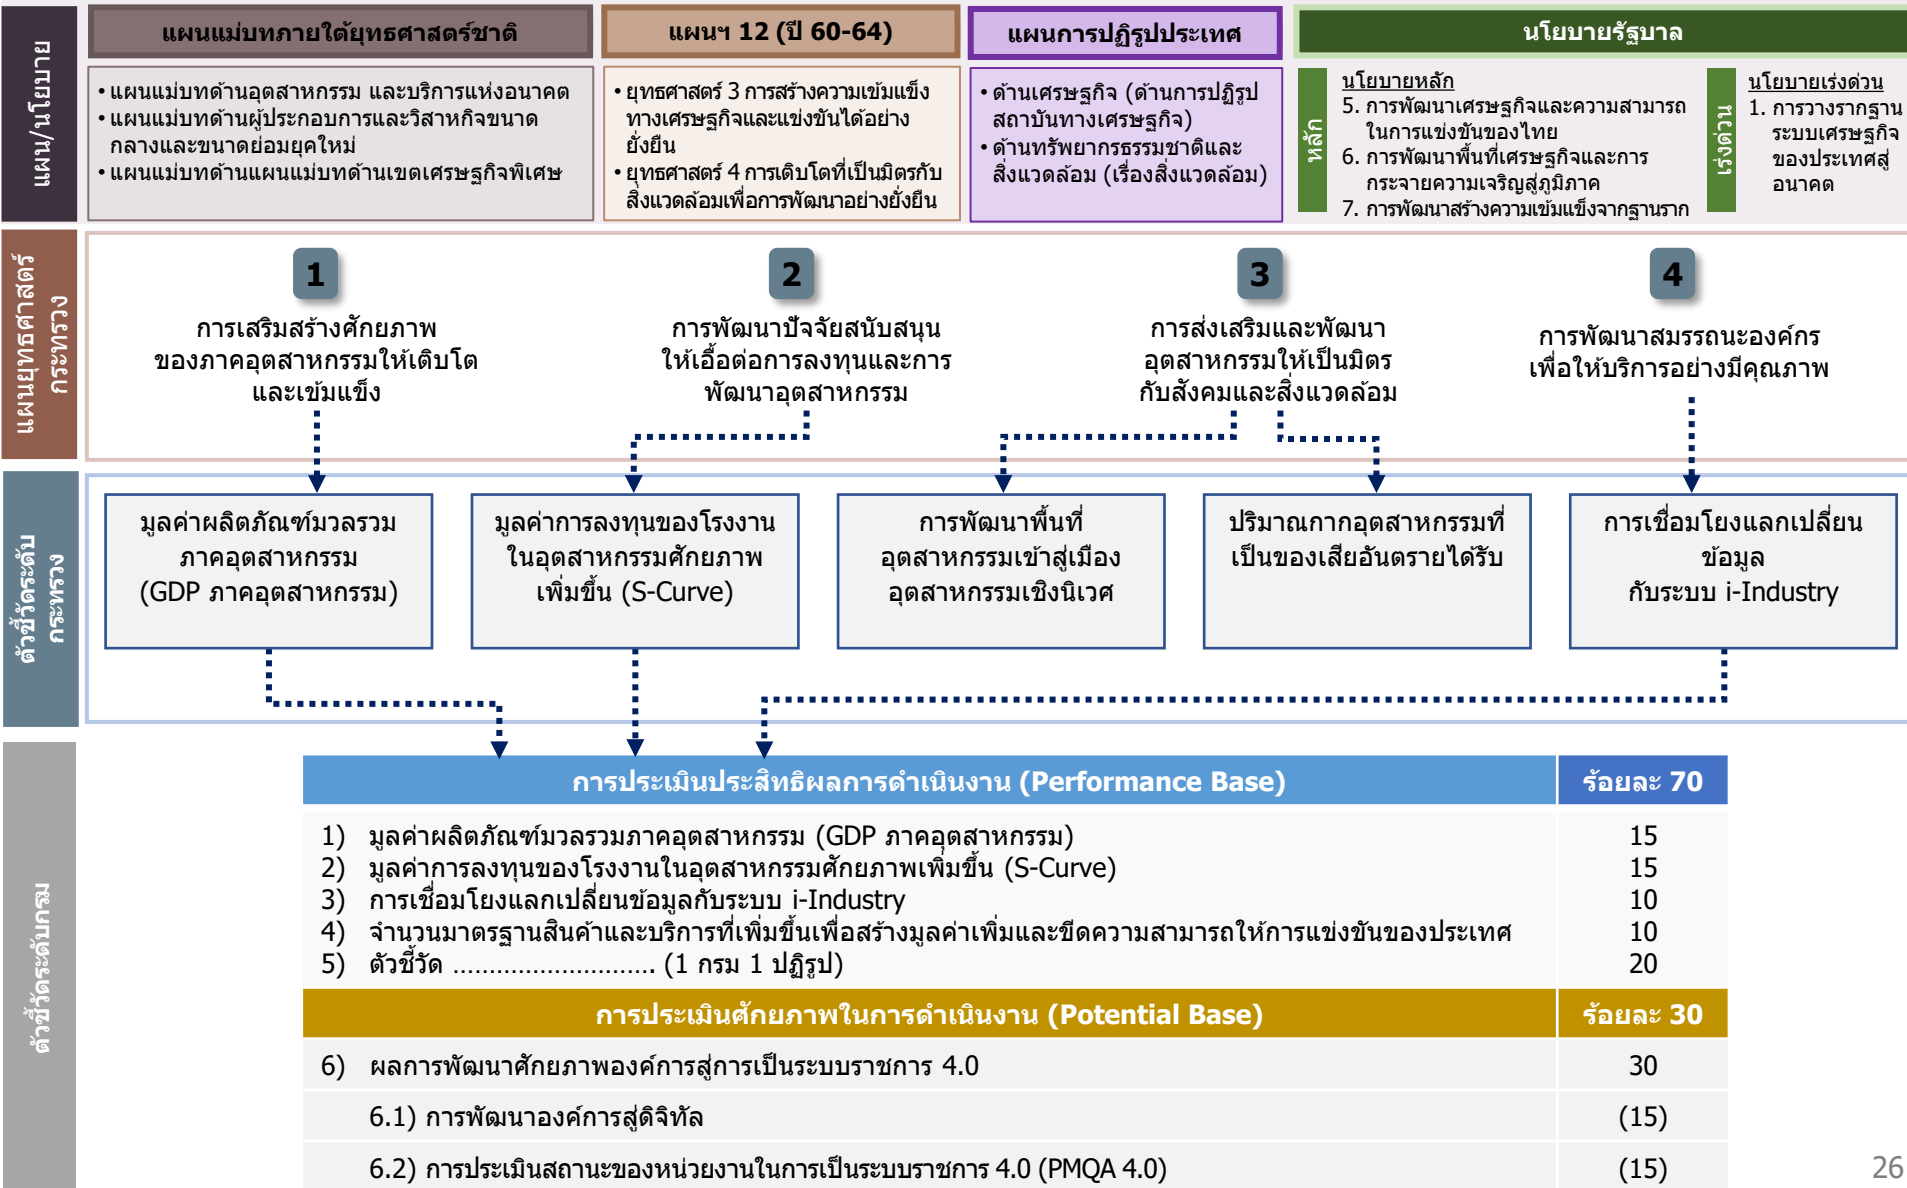 แผน/นโยบาย
แผนแม่บทภายใต้ยุทธศาสตร์ชาติ
• แผนแม่บทด้านอุตสาหกรรม และบริการแห่งอนาคต
• แผนแม่บทด้านผู้ประกอบการและวิสาหกิจขนาด
กลางและขนาดย่อมยุคใหม่
• แผนแม่บทด้านแผนแม่บทด้านเขตเศรษฐกิจพิเศษ
แผนฯ 12 (ปี 60-64)
• ยุทธศาสตร์ 3 การสร้างความเข้มแข็ง
ทางเศรษฐกิจและแข่งขันได้อย่าง
ยั่งยืน
• ยุทธศาสตร์ 4 การเติบโตที่เป็นมิตรกับ
สิ่งแวดล้อมเพื่อการพัฒนาอย่างยั่งยืน
แผนการปฏิรูปประเทศ
• ด้านเศรษฐกิจ (ด้านการปฏิรูป
สถาบันทางเศรษฐกิจ)
• ด้านทรัพยากรธรรมชาติและ
สิ่งแวดล้อม (เรื่องสิ่งแวดล้อม)
นโยบายรัฐบาล
หลัก
นโยบายหลัก
5. การพัฒนาเศรษฐกิจและความสามารถ
ในการแข่งขันของไทย
6. การพัฒนาพื้นที่เศรษฐกิจและการ
กระจายความเจริญสู่ภูมิภาค
7. การพัฒนาสร้างความเข้มแข็งจากฐานราก
เร่งด่วน
นโยบายเร่งด่วน
1. การวางรากฐาน
ระบบเศรษฐกิจ
ของประเทศสู่
อนาคต
แผนยุทธศาสตร์
กระทรวง
1
การเสริมสร้างศักยภาพ
ของภาคอุตสาหกรรมให้เติบโต
และเข้มแข็ง
2
การพัฒนาปัจจัยสนับสนุน
ให้เอื้อต่อการลงทุนและการ
พัฒนาอุตสาหกรรม
3
การส่งเสริมและพัฒนา
อุตสาหกรรมให้เป็นมิตร
กับสังคมและสิ่งแวดล้อม
4
การพัฒนาสมรรถนะองค์กร
เพื่อให้บริการอย่างมีคุณภาพ
ตัวชี้วัดระดับ
กระทรวง
มูลค่าผลิตภัณฑ์มวลรวม
ภาคอุตสาหกรรม
(GDP ภาคอุตสาหกรรม)
มูลค่าการลงทุนของโรงงาน
ในอุตสาหกรรมศักยภาพ
เพิ่มขึ้น (S-Curve)
การพัฒนาพื้นที่
อุตสาหกรรมเข้าสู่เมือง
อุตสาหกรรมเชิงนิเวศ
ปริมาณกากอุตสาหกรรมที่
เป็นของเสียอันตรายได้รับ
การเชื่อมโยงแลกเปลี่ยน
ข้อมูล
กับระบบ i-Industry
ตัวชี้วัดระดับกรม
การประเมินประสิทธิผลการดำเนินงาน (Performance Base) ร้อยละ 70
1) มูลค่าผลิตภัณฑ์มวลรวมภาคอุตสาหกรรม (GDP ภาคอุตสาหกรรม) 15
2) มูลค่าการลงทุนของโรงงานในอุตสาหกรรมศักยภาพเพิ่มขึ้น (S-Curve) 15
3) การเชื่อมโยงแลกเปลี่ยนข้อมูลกับระบบ i-Industry 10
4) จำนวนมาตรฐานสินค้าและบริการที่เพิ่มขึ้นเพื่อสร้างมูลค่าเพิ่มและขีดความสามารถให้การแข่งขันของประเทศ 10
5) ตัวชี้วัด ............................ (1 กรม 1 ปฏิรูป) 20
การประเมินศักยภาพในการดำเนินงาน (Potential Base) ร้อยละ 30
6) ผลการพัฒนาศักยภาพองค์การสู่การเป็นระบบราชการ 4.0 30
6.1) การพัฒนาองค์การสู่ดิจิทัล (15)
6.2) การประเมินสถานะของหน่วยงานในการเป็นระบบราชการ 4.0 (PMQA 4.0) (15)
26